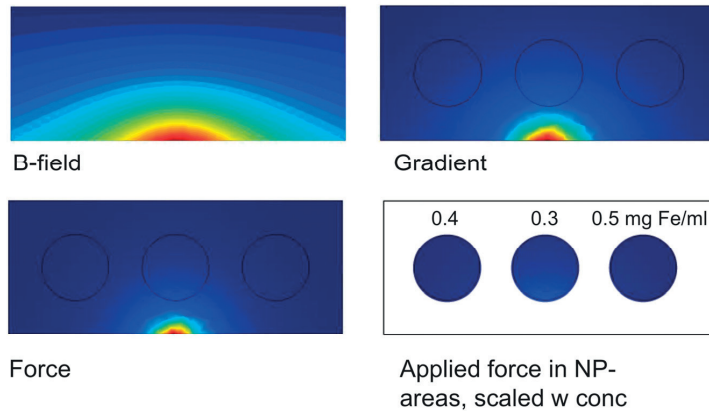 B-field
Gradient
0.4 0.3 0.5 mg Fe/ml
Force
Applied force in NP-
areas, scaled w conc